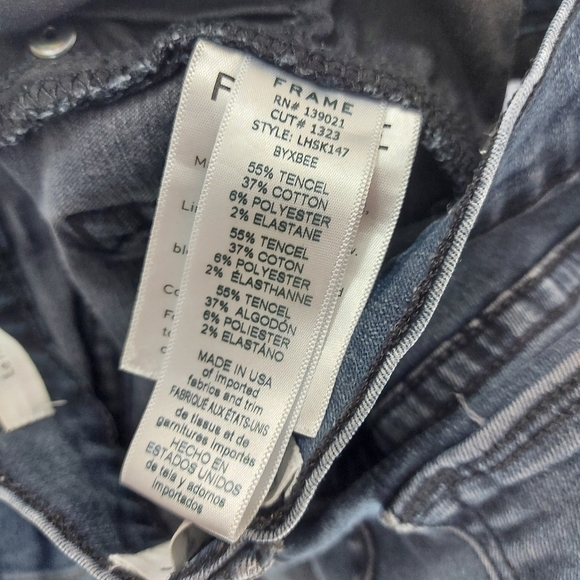 FRAME
RN# 139021
CUT# 1323
STYLE: LHSK147
BYXBEE
55% TENCEL
37% COTTON
6% POLYESTER
2% ELASTANE
55% TENCEL
37% COTON
6% POLYESTER
2% ÉLASTHANNE
55% TENCEL
37% ALGODÓN
6% POLIESTER
2% ELASTANO
MADE IN USA
of imported
fabrics and trim
FABRIQUÉ AUX ÉTATS-UNIS
de tissus et de
garnitures importés
HECHO EN
ESTADOS UNIDOS
de tela y adornos
importados